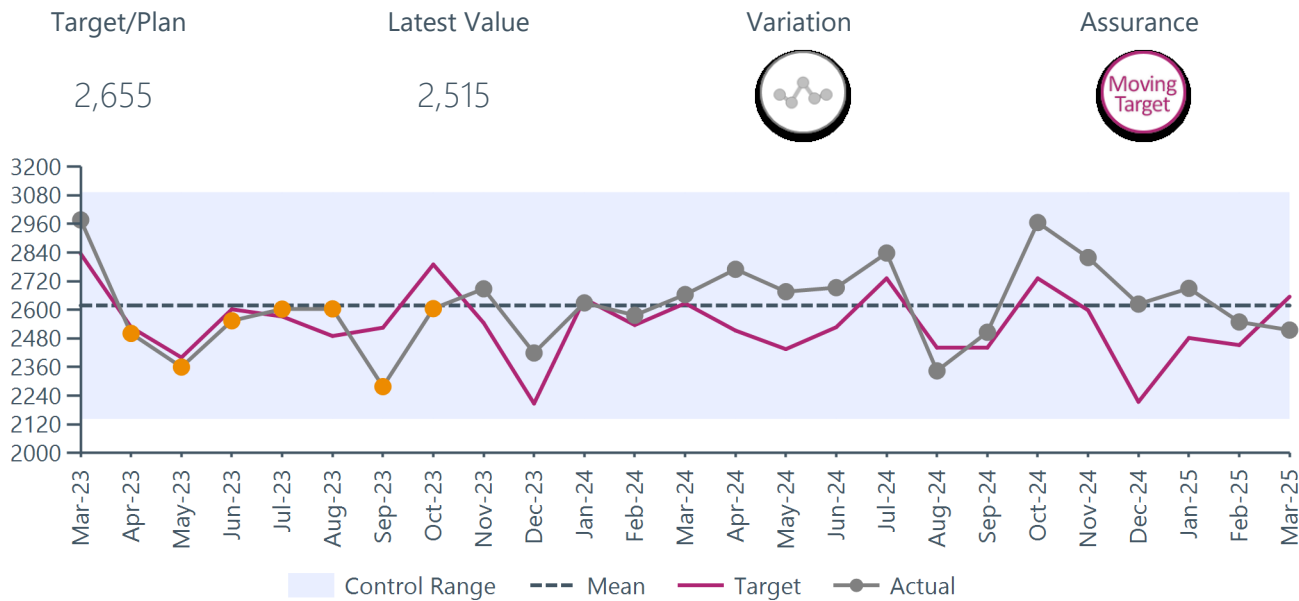 Target/Plan
Latest Value
Variation
Assurance
2,655
2,515
Moving
Target
3200
3080
2960
2840
2720
2600
2480
2360
2240
2120
2000
Mar-23
Apr-23
May-23
Jun-23
Jul-23
Aug-23
Sep-23
Oct-23
Nov-23
Dec-23
Jan-24
Feb-24
Mar-24
Apr-24
May-24
Jun-24
Jul-24
Aug-24
Sep-24
Oct-24
Nov-24
Dec-24
Jan-25
Feb-25
Mar-25
Control Range
Mean
Target
Actual